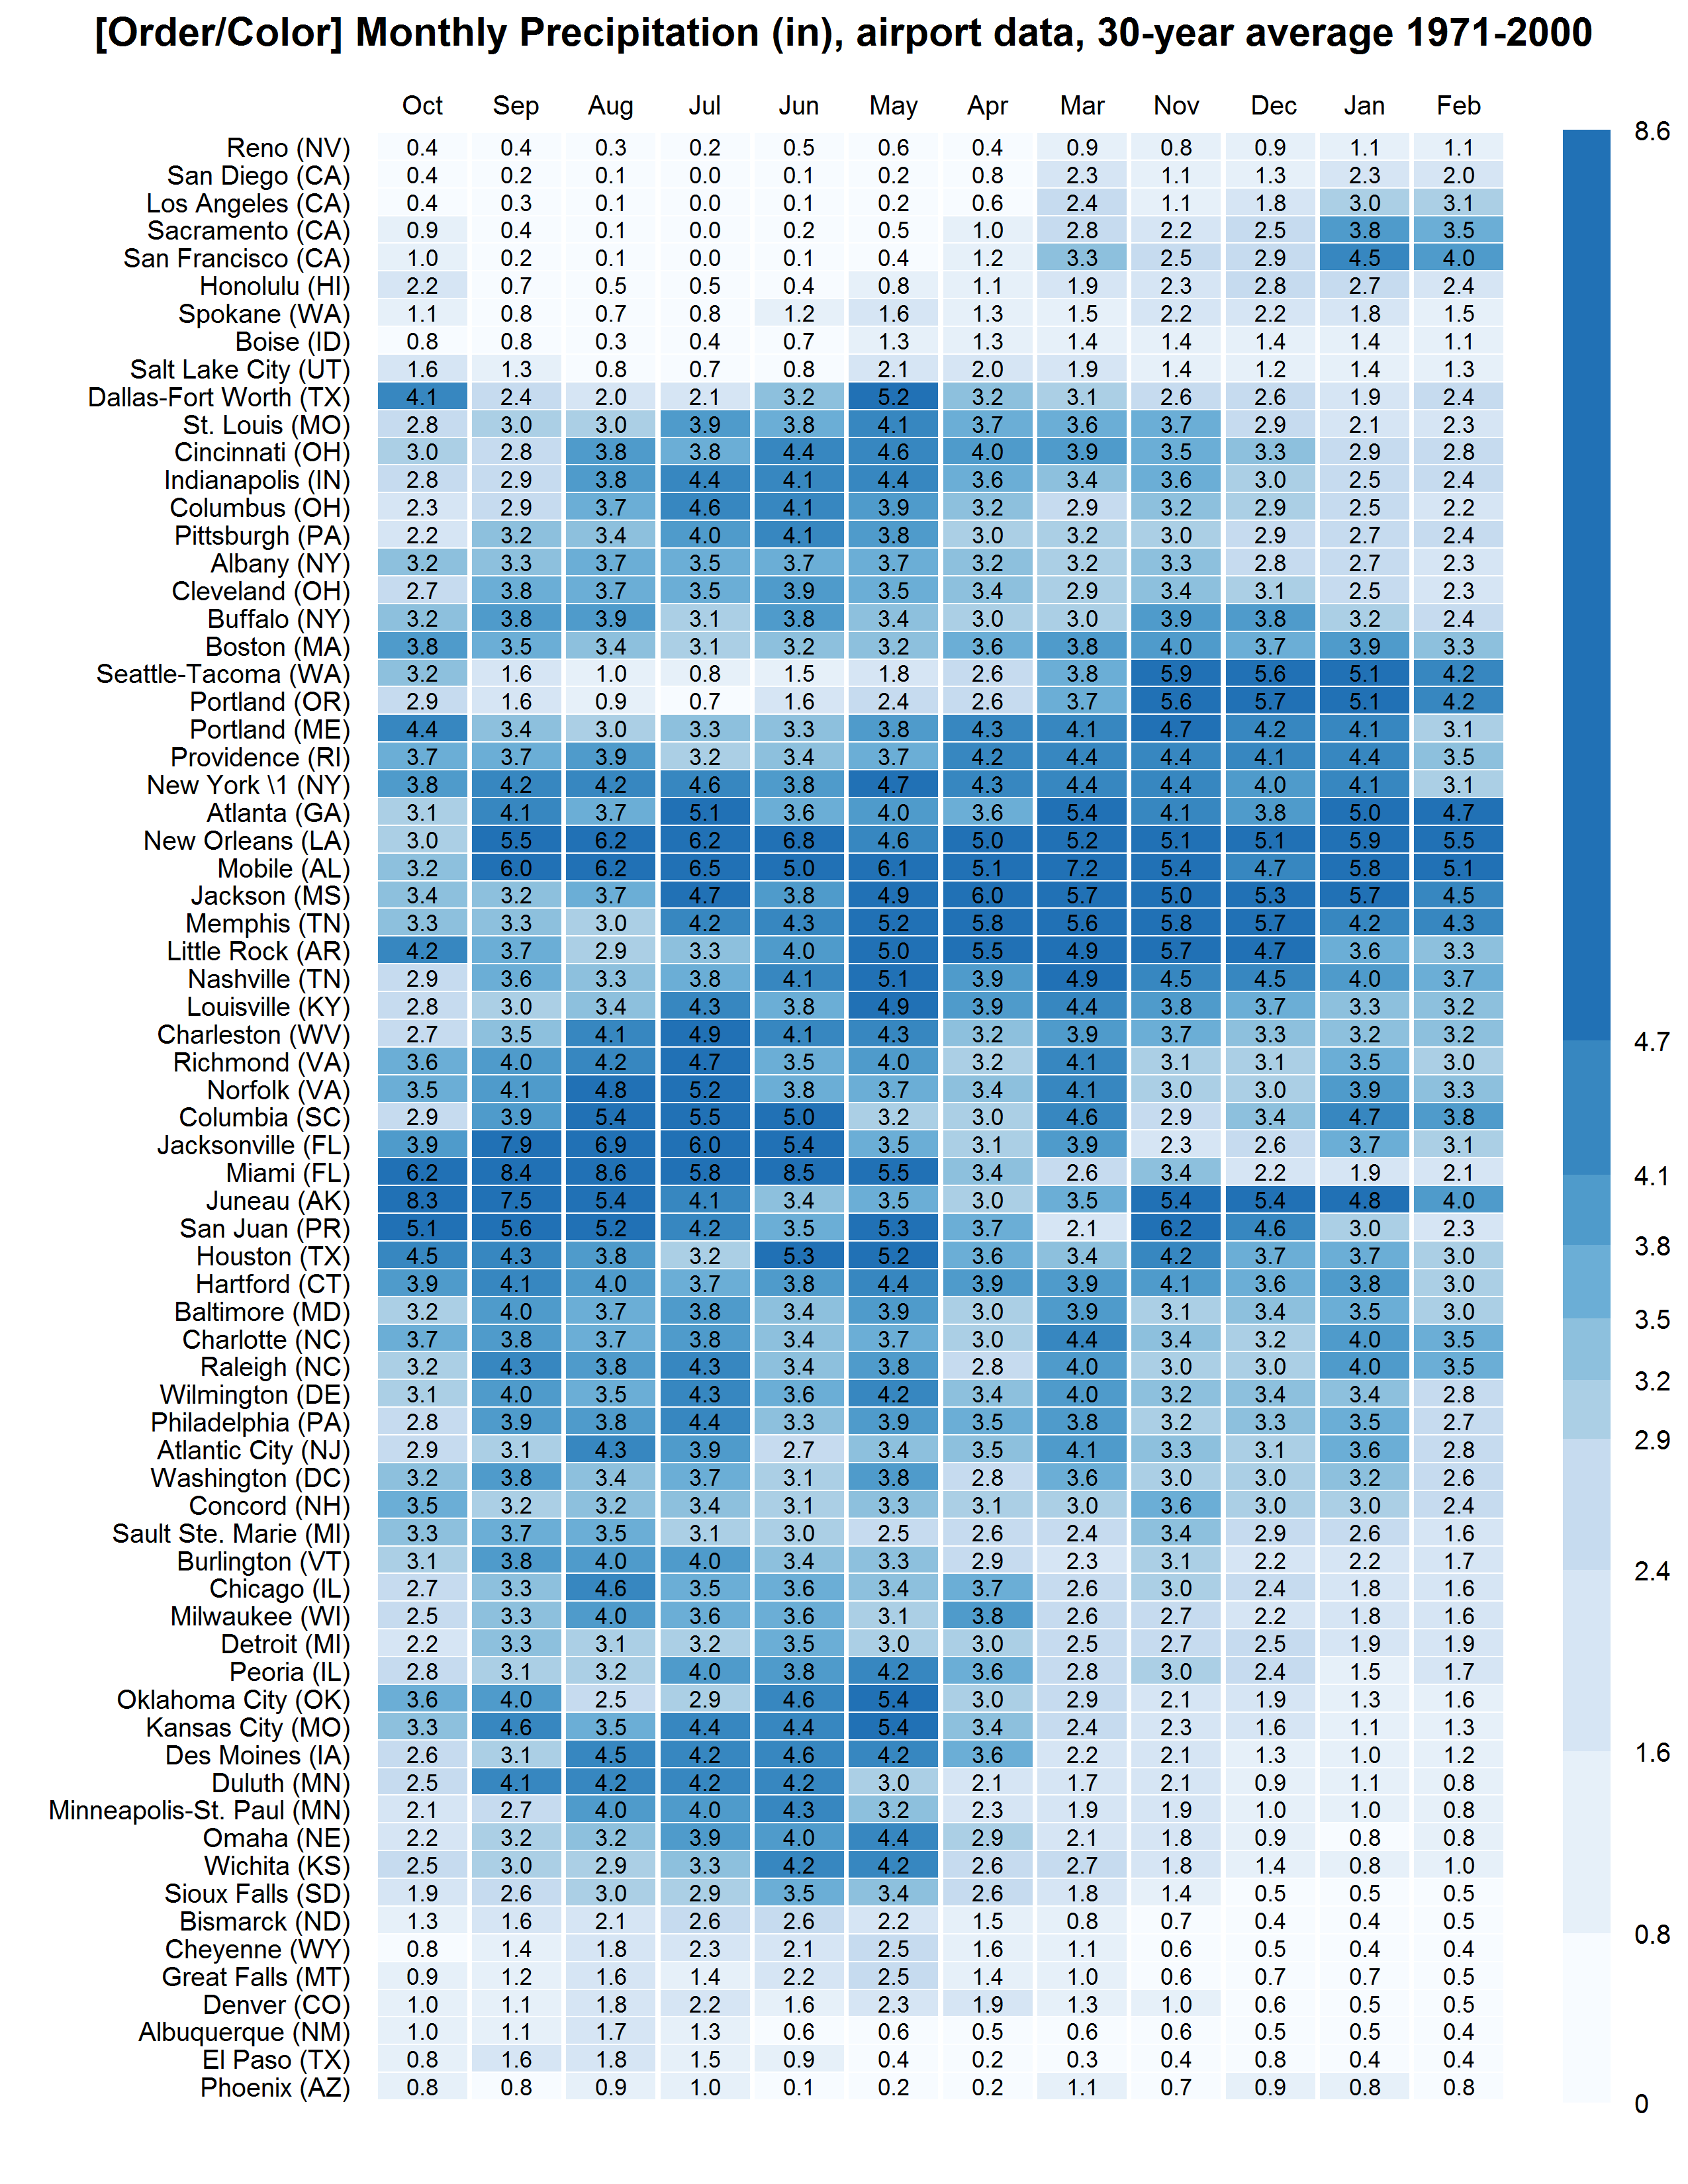 [Order/Color] Monthly Precipitation (in), airport data, 30-year average 1971-2000
Oct Sep Aug Jul Jun May Apr Mar Nov Dec Jan Feb
8.6
Reno (NV) 0.4 0.4 0.3 0.2 0.5 0.6 0.4 0.9 0.8 0.9 1.1 1.1
San Diego (CA) 0.4 0.2 0.1 0.0 0.1 0.2 0.8 2.3 1.1 1.3 2.3 2.0
Los Angeles (CA) 0.4 0.3 0.1 0.0 0.1 0.2 0.6 2.4 1.1 1.8 3.0 3.1
Sacramento (CA) 0.9 0.4 0.1 0.0 0.2 0.5 1.0 2.8 2.2 2.5 3.8 3.5
San Francisco (CA) 1.0 0.2 0.1 0.0 0.1 0.4 1.2 3.3 2.5 2.9 4.5 4.0
Honolulu (HI) 2.2 0.7 0.5 0.5 0.4 0.8 1.1 1.9 2.3 2.8 2.7 2.4
Spokane (WA) 1.1 0.8 0.7 0.8 1.2 1.6 1.3 1.5 2.2 2.2 1.8 1.5
Boise (ID) 0.8 0.8 0.3 0.4 0.7 1.3 1.3 1.4 1.4 1.4 1.4 1.1
Salt Lake City (UT) 1.6 1.3 0.8 0.7 0.8 2.1 2.0 1.9 1.4 1.2 1.4 1.3
Dallas-Fort Worth (TX) 4.1 2.4 2.0 2.1 3.2 5.2 3.2 3.1 2.6 2.6 1.9 2.4
St. Louis (MO) 2.8 3.0 3.0 3.9 3.8 4.1 3.7 3.6 3.7 2.9 2.1 2.3
Cincinnati (OH) 3.0 2.8 3.8 3.8 4.4 4.6 4.0 3.9 3.5 3.3 2.9 2.8
Indianapolis (IN) 2.8 2.9 3.8 4.4 4.1 4.4 3.6 3.4 3.6 3.0 2.5 2.4
Columbus (OH) 2.3 2.9 3.7 4.6 4.1 3.9 3.2 2.9 3.2 2.9 2.5 2.2
Pittsburgh (PA) 2.2 3.2 3.4 4.0 4.1 3.8 3.0 3.2 3.0 2.9 2.7 2.4
Albany (NY) 3.2 3.3 3.7 3.5 3.7 3.7 3.2 3.2 3.3 2.8 2.7 2.3
Cleveland (OH) 2.7 3.8 3.7 3.5 3.9 3.5 3.4 2.9 3.4 3.1 2.5 2.3
Buffalo (NY) 3.2 3.8 3.9 3.1 3.8 3.4 3.0 3.0 3.9 3.8 3.2 2.4
Boston (MA) 3.8 3.5 3.4 3.1 3.2 3.2 3.6 3.8 4.0 3.7 3.9 3.3
Seattle-Tacoma (WA) 3.2 1.6 1.0 0.8 1.5 1.8 2.6 3.8 5.9 5.6 5.1 4.2
Portland (OR) 2.9 1.6 0.9 0.7 1.6 2.4 2.6 3.7 5.6 5.7 5.1 4.2
Portland (ME) 4.4 3.4 3.0 3.3 3.3 3.8 4.3 4.1 4.7 4.2 4.1 3.1
Providence (RI) 3.7 3.7 3.9 3.2 3.4 3.7 4.2 4.4 4.4 4.1 4.4 3.5
New York \1 (NY) 3.8 4.2 4.2 4.6 3.8 4.7 4.3 4.4 4.4 4.0 4.1 3.1
Atlanta (GA) 3.1 4.1 3.7 5.1 3.6 4.0 3.6 5.4 4.1 3.8 5.0 4.7
New Orleans (LA) 3.0 5.5 6.2 6.2 6.8 4.6 5.0 5.2 5.1 5.1 5.9 5.5
Mobile (AL) 3.2 6.0 6.2 6.5 5.0 6.1 5.1 7.2 5.4 4.7 5.8 5.1
Jackson (MS) 3.4 3.2 3.7 4.7 3.8 4.9 6.0 5.7 5.0 5.3 5.7 4.5
Memphis (TN) 3.3 3.3 3.0 4.2 4.3 5.2 5.8 5.6 5.8 5.7 4.2 4.3
Little Rock (AR) 4.2 3.7 2.9 3.3 4.0 5.0 5.5 4.9 5.7 4.7 3.6 3.3
Nashville (TN) 2.9 3.6 3.3 3.8 4.1 5.1 3.9 4.9 4.5 4.5 4.0 3.7
Louisville (KY) 2.8 3.0 3.4 4.3 3.8 4.9 3.9 4.4 3.8 3.7 3.3 3.2
Charleston (WV) 2.7 3.5 4.1 4.9 4.1 4.3 3.2 3.9 3.7 3.3 3.2 3.2
4.7
Richmond (VA) 3.6 4.0 4.2 4.7 3.5 4.0 3.2 4.1 3.1 3.1 3.5 3.0
Norfolk (VA) 3.5 4.1 4.8 5.2 3.8 3.7 3.4 4.1 3.0 3.0 3.9 3.3
Columbia (SC) 2.9 3.9 5.4 5.5 5.0 3.2 3.0 4.6 2.9 3.4 4.7 3.8
Jacksonville (FL) 3.9 7.9 6.9 6.0 5.4 3.5 3.1 3.9 2.3 2.6 3.7 3.1
Miami (FL) 6.2 8.4 8.6 5.8 8.5 5.5 3.4 2.6 3.4 2.2 1.9 2.1
4.1
Juneau (AK) 8.3 7.5 5.4 4.1 3.4 3.5 3.0 3.5 5.4 5.4 4.8 4.0
San Juan (PR) 5.1 5.6 5.2 4.2 3.5 5.3 3.7 2.1 6.2 4.6 3.0 2.3
3.8
Houston (TX) 4.5 4.3 3.8 3.2 5.3 5.2 3.6 3.4 4.2 3.7 3.7 3.0
Hartford (CT) 3.9 4.1 4.0 3.7 3.8 4.4 3.9 3.9 4.1 3.6 3.8 3.0
Baltimore (MD) 3.2 4.0 3.7 3.8 3.4 3.9 3.0 3.9 3.1 3.4 3.5 3.0
3.5
Charlotte (NC) 3.7 3.8 3.7 3.8 3.4 3.7 3.0 4.4 3.4 3.2 4.0 3.5
Raleigh (NC) 3.2 4.3 3.8 4.3 3.4 3.8 2.8 4.0 3.0 3.0 4.0 3.5
3.2
Wilmington (DE) 3.1 4.0 3.5 4.3 3.6 4.2 3.4 4.0 3.2 3.4 3.4 2.8
Philadelphia (PA) 2.8 3.9 3.8 4.4 3.3 3.9 3.5 3.8 3.2 3.3 3.5 2.7
2.9
Atlantic City (NJ) 2.9 3.1 4.3 3.9 2.7 3.4 3.5 4.1 3.3 3.1 3.6 2.8
Washington (DC) 3.2 3.8 3.4 3.7 3.1 3.8 2.8 3.6 3.0 3.0 3.2 2.6
Concord (NH) 3.5 3.2 3.2 3.4 3.1 3.3 3.1 3.0 3.6 3.0 3.0 2.4
Sault Ste. Marie (MI) 3.3 3.7 3.5 3.1 3.0 2.5 2.6 2.4 3.4 2.9 2.6 1.6
Burlington (VT) 3.1 3.8 4.0 4.0 3.4 3.3 2.9 2.3 3.1 2.2 2.2 1.7
2.4
Chicago (IL) 2.7 3.3 4.6 3.5 3.6 3.4 3.7 2.6 3.0 2.4 1.8 1.6
Milwaukee (WI) 2.5 3.3 4.0 3.6 3.6 3.1 3.8 2.6 2.7 2.2 1.8 1.6
Detroit (MI) 2.2 3.3 3.1 3.2 3.5 3.0 3.0 2.5 2.7 2.5 1.9 1.9
Peoria (IL) 2.8 3.1 3.2 4.0 3.8 4.2 3.6 2.8 3.0 2.4 1.5 1.7
Oklahoma City (OK) 3.6 4.0 2.5 2.9 4.6 5.4 3.0 2.9 2.1 1.9 1.3 1.6
Kansas City (MO) 3.3 4.6 3.5 4.4 4.4 5.4 3.4 2.4 2.3 1.6 1.1 1.3
1.6
Des Moines (IA) 2.6 3.1 4.5 4.2 4.6 4.2 3.6 2.2 2.1 1.3 1.0 1.2
Duluth (MN) 2.5 4.1 4.2 4.2 4.2 3.0 2.1 1.7 2.1 0.9 1.1 0.8
Minneapolis-St. Paul (MN) 2.1 2.7 4.0 4.0 4.3 3.2 2.3 1.9 1.9 1.0 1.0 0.8
Omaha (NE) 2.2 3.2 3.2 3.9 4.0 4.4 2.9 2.1 1.8 0.9 0.8 0.8
Wichita (KS) 2.5 3.0 2.9 3.3 4.2 4.2 2.6 2.7 1.8 1.4 0.8 1.0
Sioux Falls (SD) 1.9 2.6 3.0 2.9 3.5 3.4 2.6 1.8 1.4 0.5 0.5 0.5
Bismarck (ND) 1.3 1.6 2.1 2.6 2.6 2.2 1.5 0.8 0.7 0.4 0.4 0.5
0.8
Cheyenne (WY) 0.8 1.4 1.8 2.3 2.1 2.5 1.6 1.1 0.6 0.5 0.4 0.4
Great Falls (MT) 0.9 1.2 1.6 1.4 2.2 2.5 1.4 1.0 0.6 0.7 0.7 0.5
Denver (CO) 1.0 1.1 1.8 2.2 1.6 2.3 1.9 1.3 1.0 0.6 0.5 0.5
Albuquerque (NM) 1.0 1.1 1.7 1.3 0.6 0.6 0.5 0.6 0.6 0.5 0.5 0.4
El Paso (TX) 0.8 1.6 1.8 1.5 0.9 0.4 0.2 0.3 0.4 0.8 0.4 0.4
Phoenix (AZ) 0.8 0.8 0.9 1.0 0.1 0.2 0.2 1.1 0.7 0.9 0.8 0.8
0